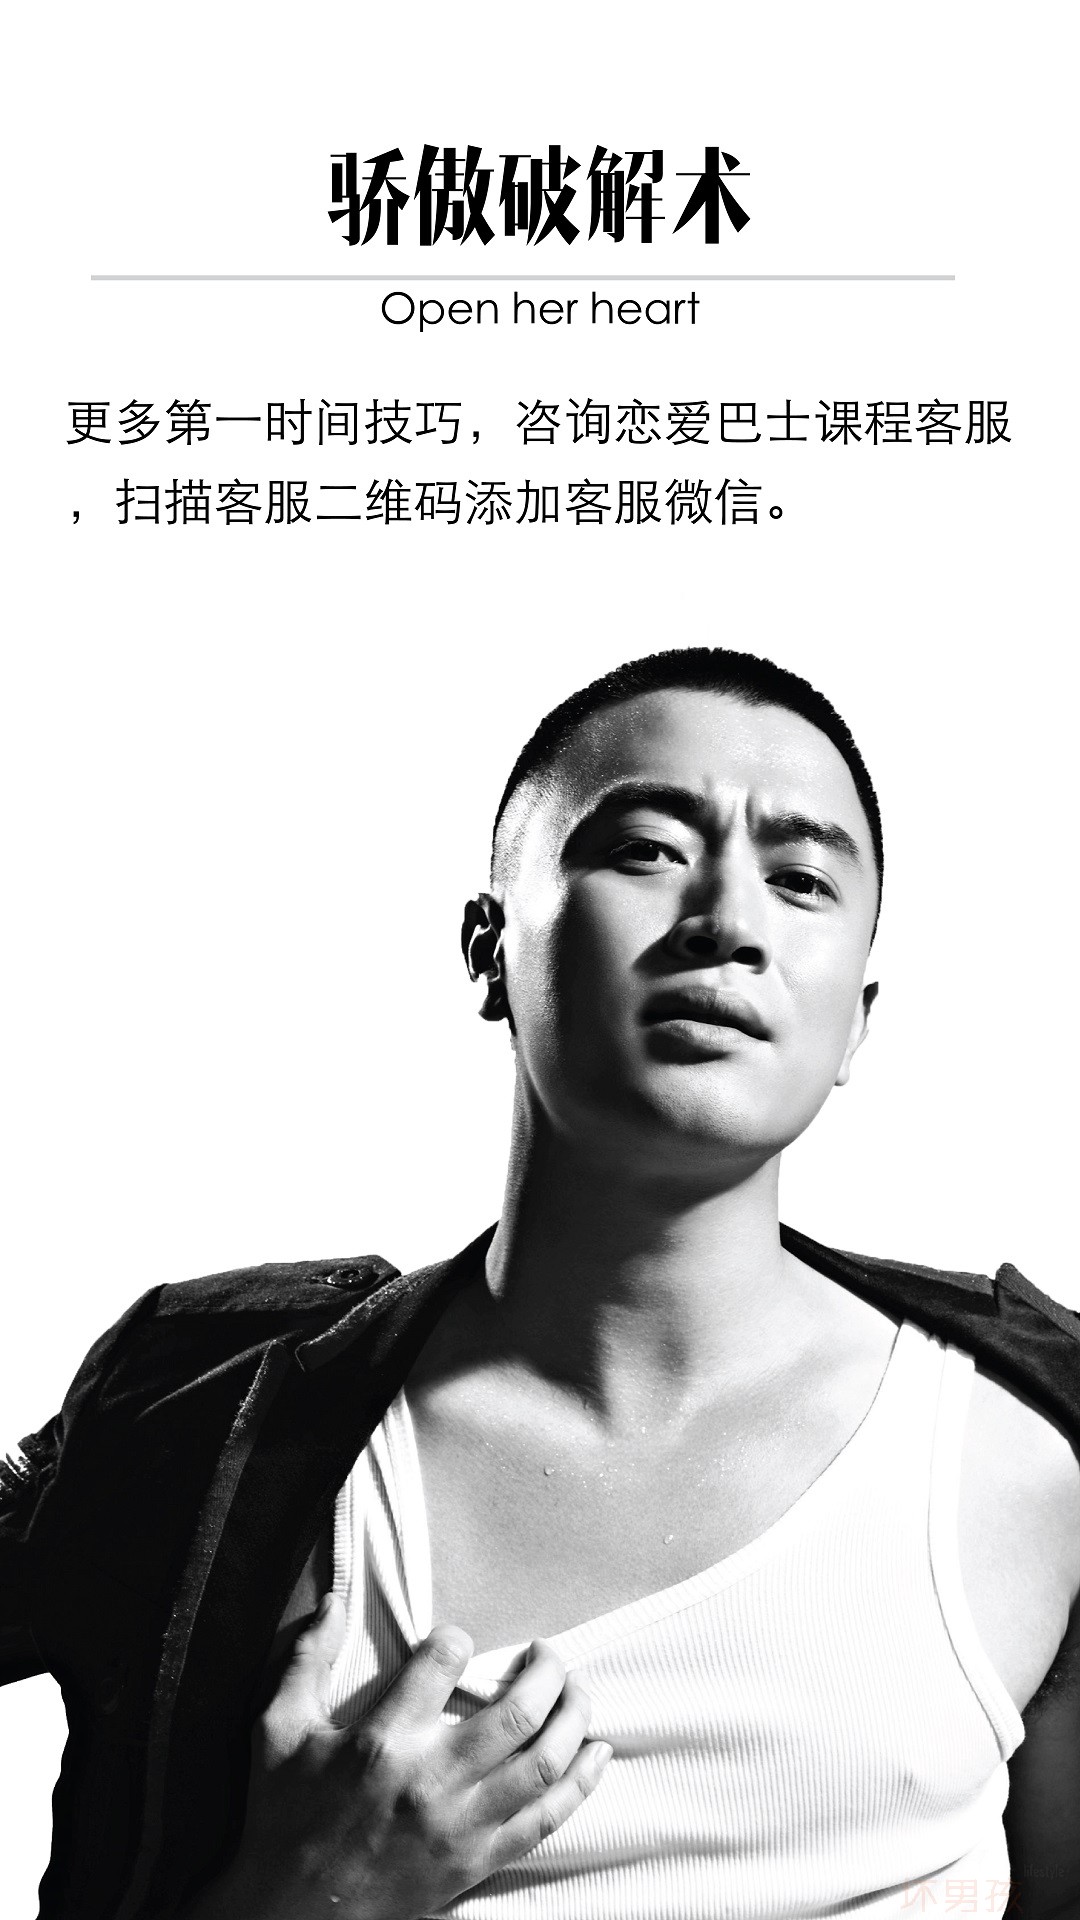 骄傲破解术
Open her heart
更多第一时间技巧，咨询恋爱巴士课程客服
，扫描客服二维码添加客服微信。
lifestyle
坏男孩